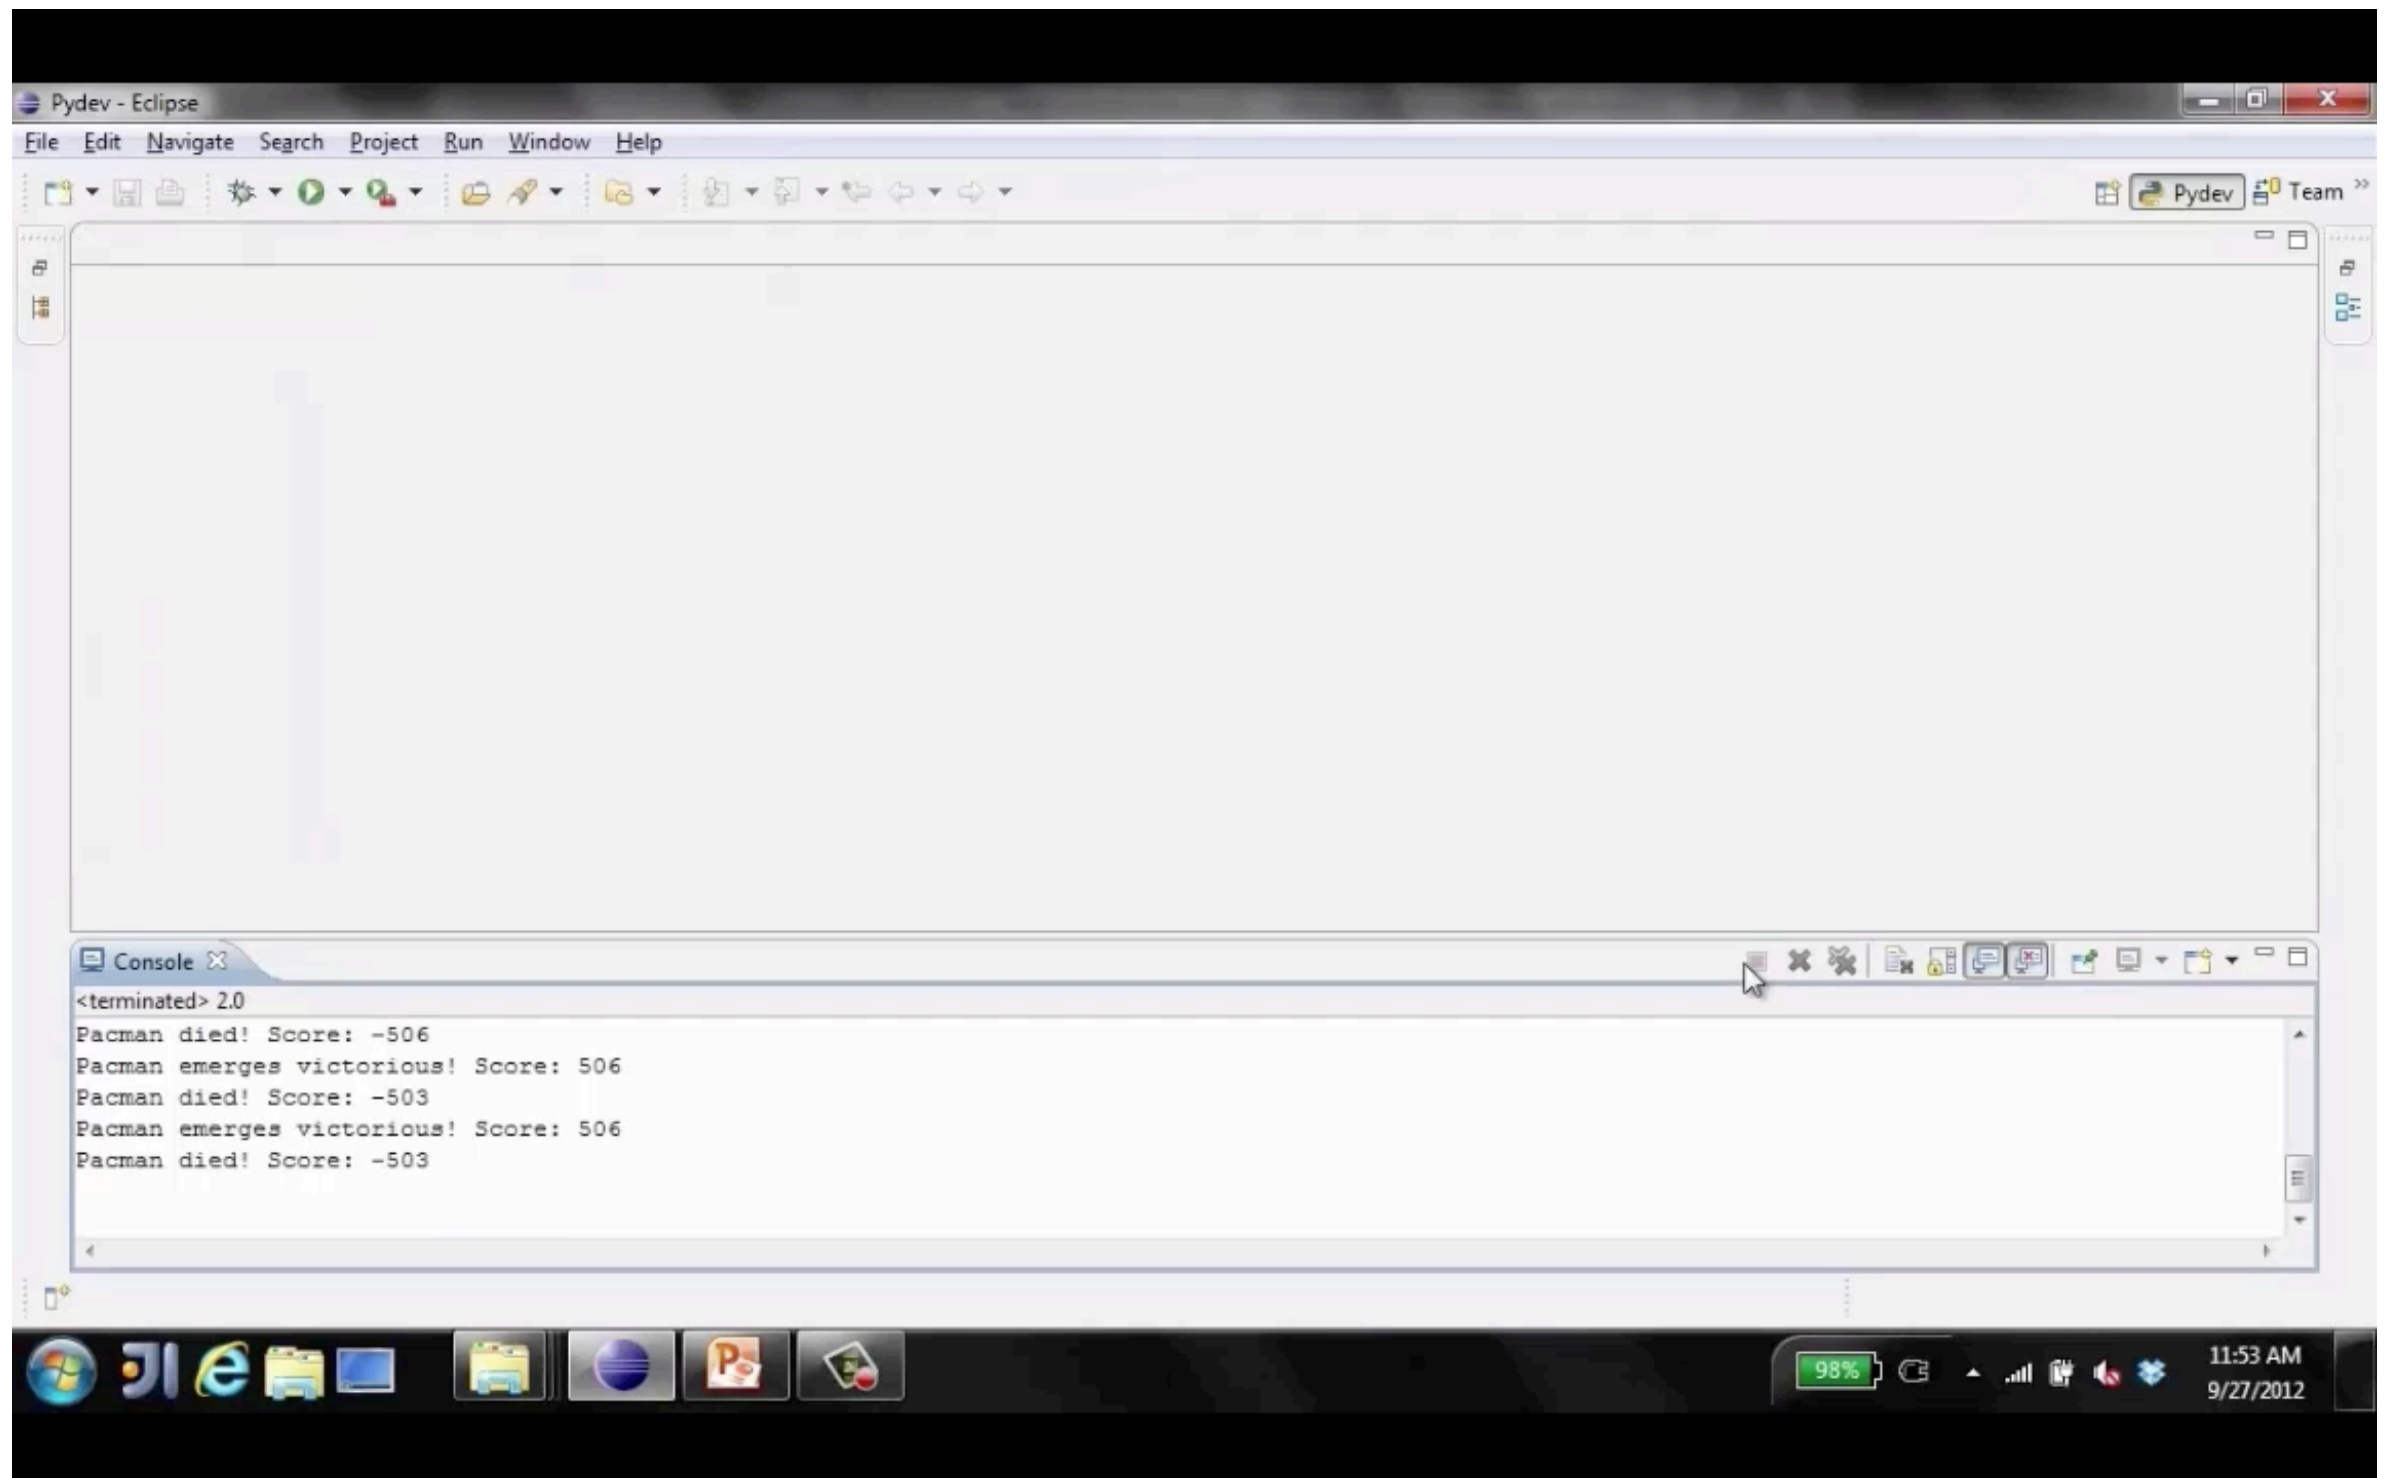 Pydev - Eclipse
File Edit Navigate Search Project Run Window Help
Pydev Team
Console
<terminated> 2.0
Pacman died! Score: -506
Pacman emerges victorious! Score: 506
Pacman died! Score: -503
Pacman emerges victorious! Score: 506
Pacman died! Score: -503
98%
11:53 AM
9/27/2012